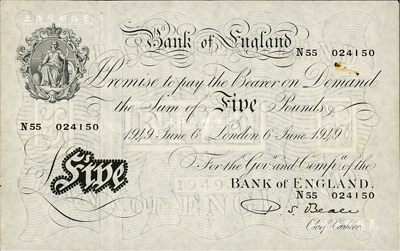 Bank of England
N55 024150
I Promise to pay the Bearer on Demand
the Sum of Five Pounds
N55 024150
1949 June 6 London 6 June 1949
For the Gov.r and Comp.a of the
Five
BANK of ENGLAND.
1949
N55 024150
P. S. Beale
Chief Cashier.